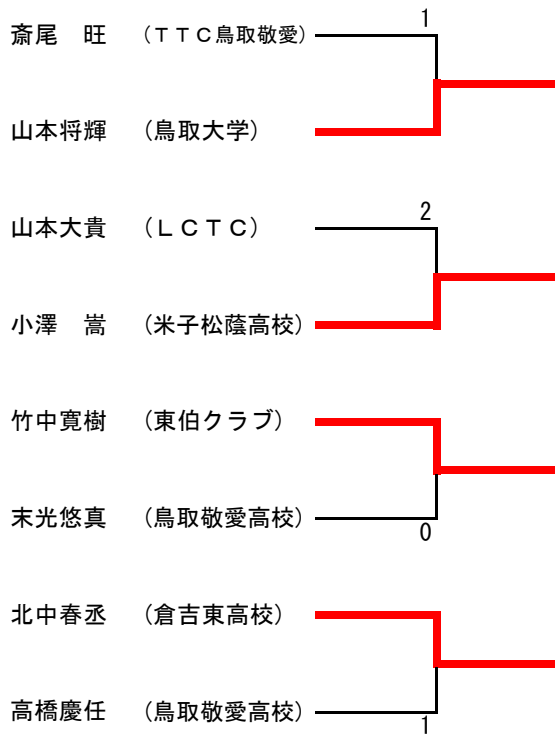 斎尾　旺　（ＴＴＣ鳥取敬愛）　1
山本将輝　（鳥取大学）
山本大貴　（ＬＣＴＣ）　2
小澤　嵩　（米子松蔭高校）
竹中寛樹　（東伯クラブ）
末光悠真　（鳥取敬愛高校）　0
北中春丞　（倉吉東高校）
高橋慶任　（鳥取敬愛高校）　1